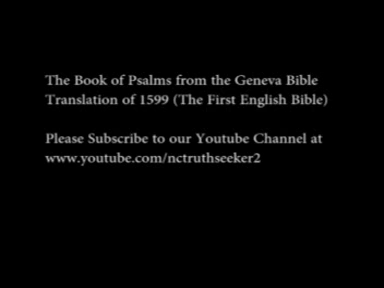 The Book of Psalms from the Geneva Bible
Translation of 1599 (The First English Bible)
Please Subscribe to our Youtube Channel at
www.youtube.com/nctruthseeker2